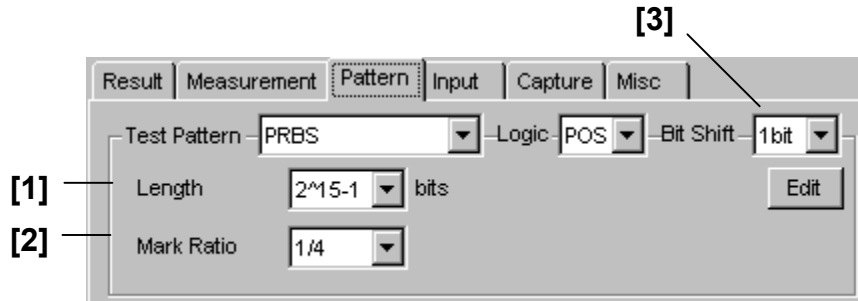 [3]
Result Measurement Pattern Input Capture Misc
Test Pattern PRBS Logic POS Bit Shift 1bit
[1] Length 2^15-1 bits Edit
[2] Mark Ratio 1/4